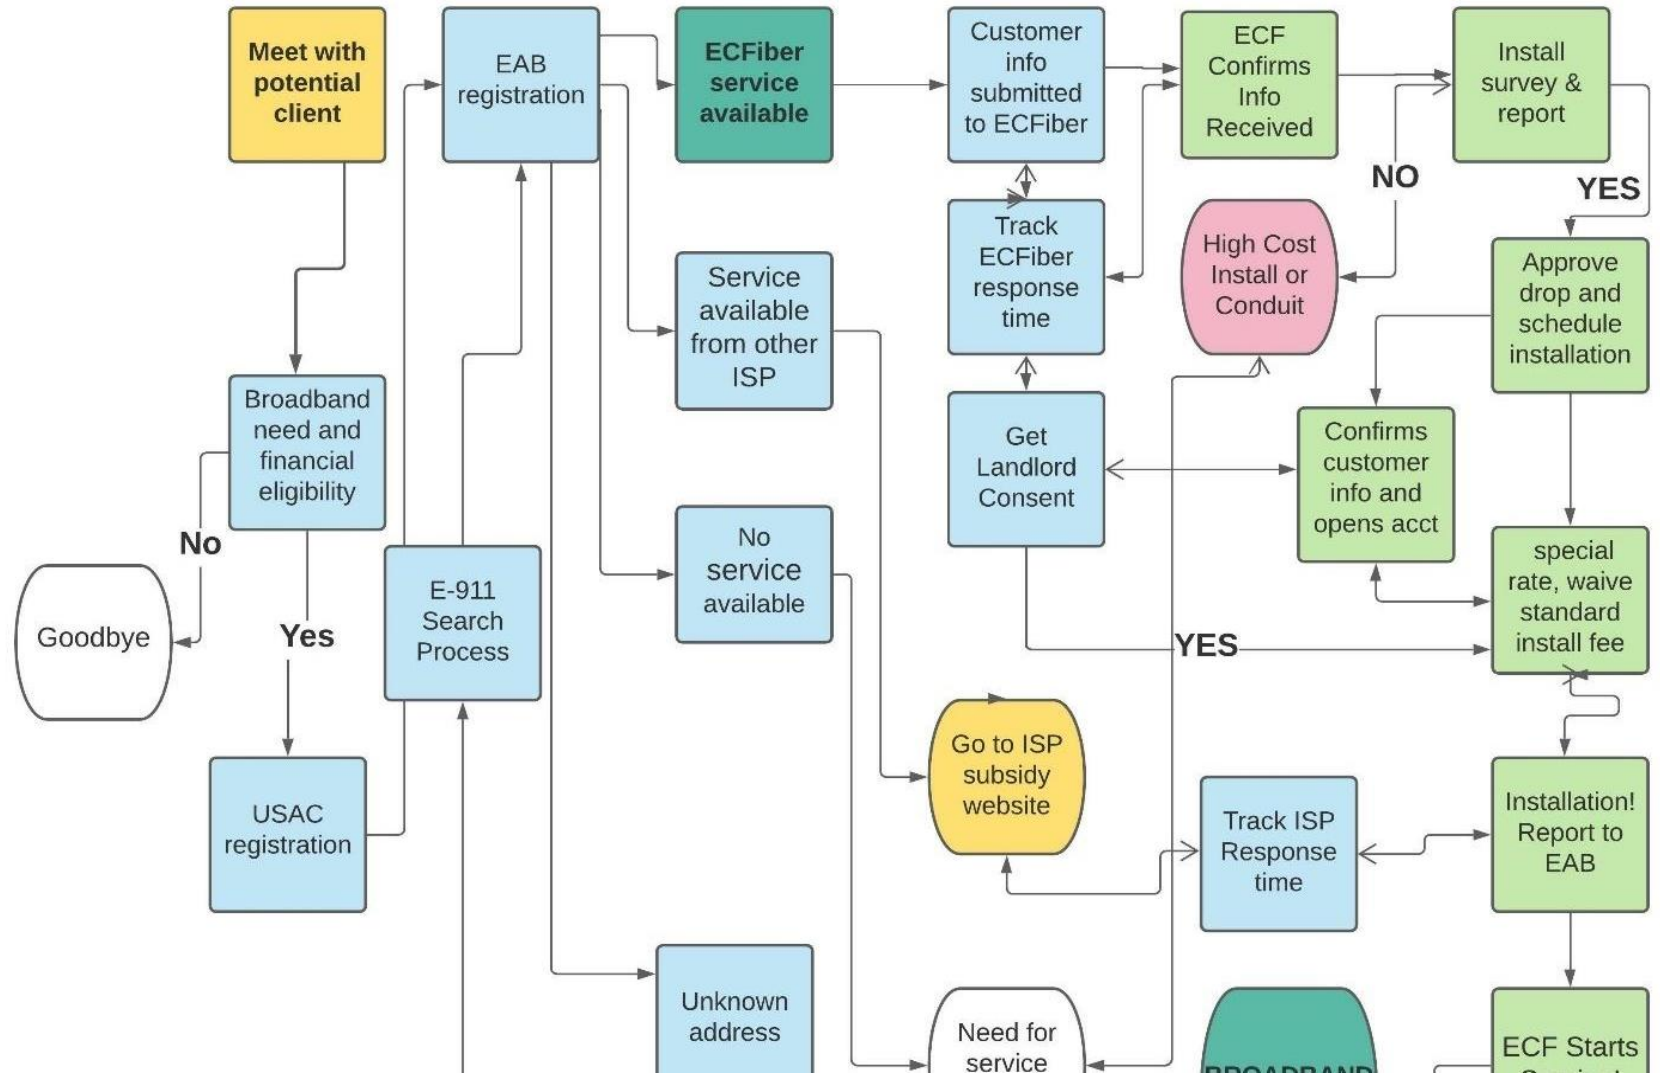 Meet with
potential
client
EAB
registration
ECFiber
service
available
Customer
info
submitted
to ECFiber
ECF
Confirms
Info
Received
Install
survey &
report
NO
YES
Track
ECFiber
response
time
High Cost
Install or
Conduit
Approve
drop and
schedule
installation
Service
available
from other
ISP
Broadband
need and
financial
eligibility
Get
Landlord
Consent
Confirms
customer
info and
opens acct
No
No
service
available
special
rate, waive
standard
install fee
E-911
Search
Process
Goodbye
Yes
YES
Go to ISP
subsidy
website
USAC
registration
Track ISP
Response
time
Installation!
Report to
EAB
Unknown
address
Need for
service
BROADBAND
ECF Starts